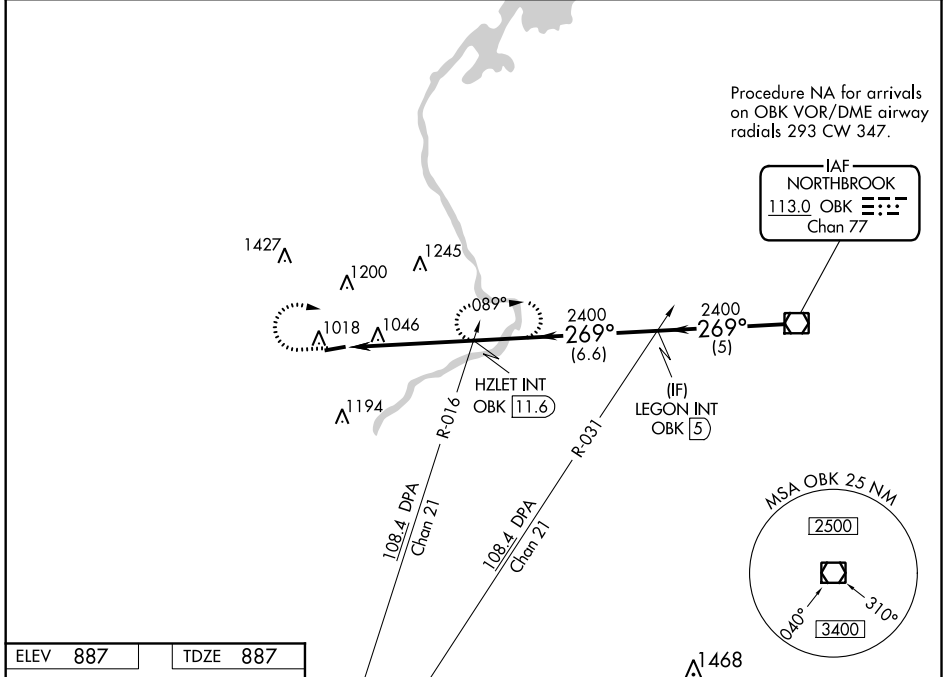 Procedure NA for arrivals
on OBK VOR/DME airway
radials 293 CW 347.
IAF
NORTHBROOK
113.0 OBK
Chan 77
1427
1200
1245
1018
1046
1194
089°
2400
269°
(6.6)
2400
269°
(5)
HZLET INT
OBK 11.6
(IF)
LEGON INT
OBK 5
R-016
108.4 DPA
Chan 21
R-031
108.4 DPA
Chan 21
MSA OBK 25 NM
2500
040°
310°
3400
1468
ELEV 887
TDZE 887